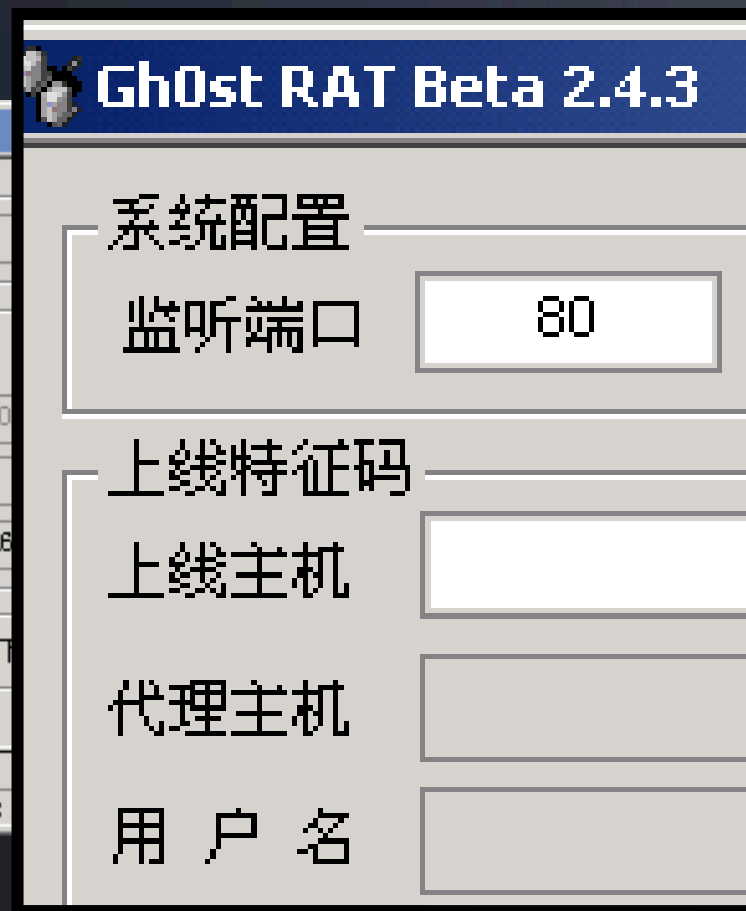 Gh0st RAT Beta 2.4.3
系统配置
监听端口 80
上线特征码
上线主机
代理主机
用 户 名